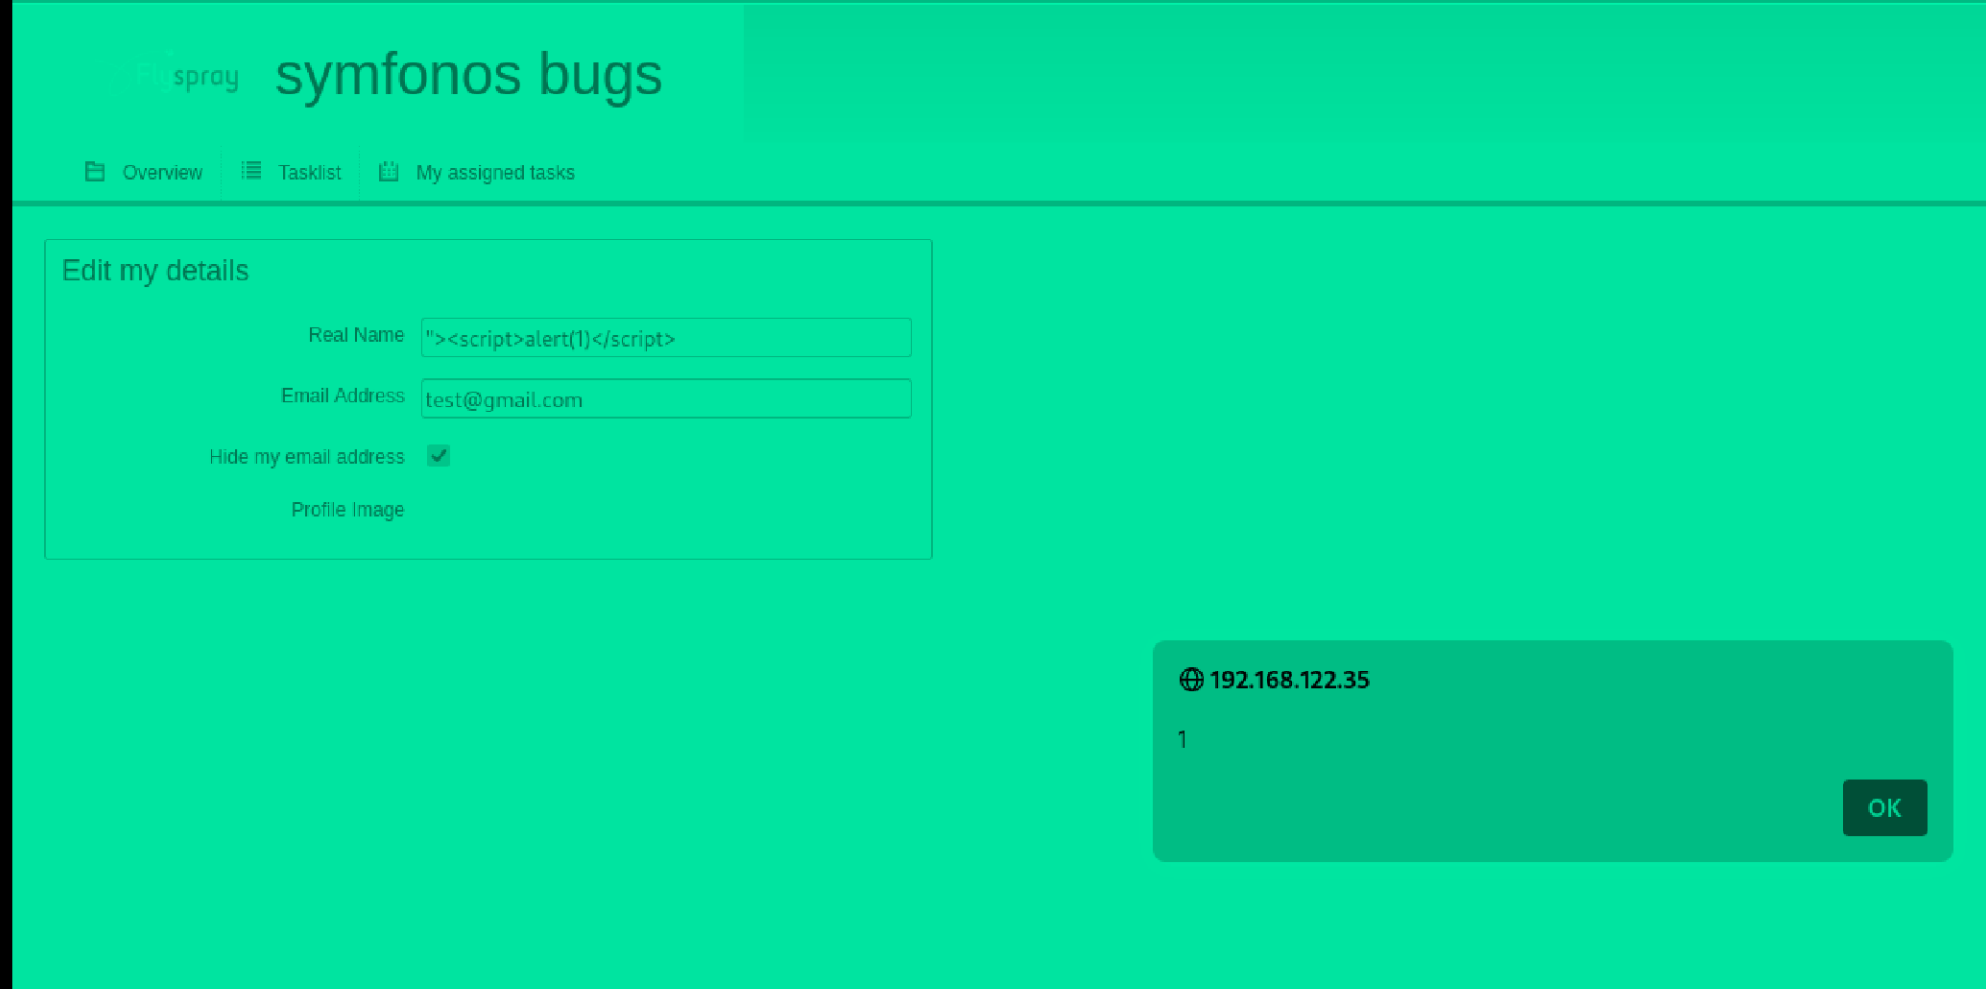 Flyspray symfonos bugs
Overview Tasklist My assigned tasks
Edit my details
Real Name "><script>alert(1)</script>
Email Address test@gmail.com
Hide my email address
Profile Image
192.168.122.35
1
OK